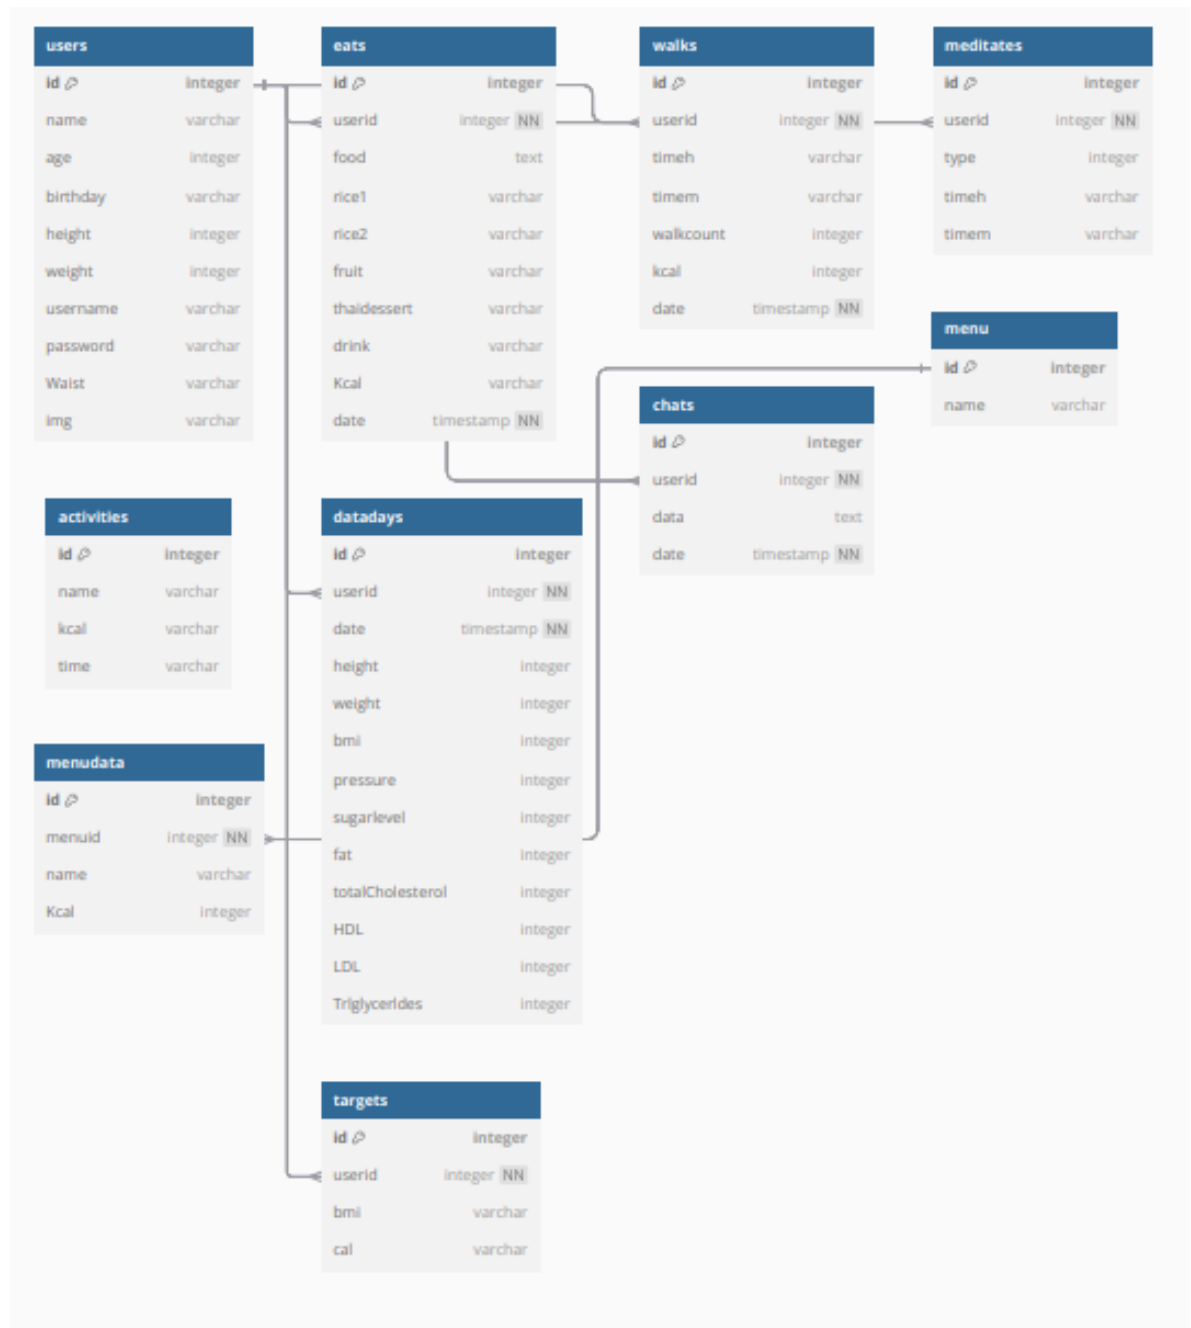 users
id integer
name varchar
age integer
birthday varchar
height integer
weight integer
username varchar
password varchar
Waist varchar
img varchar
eats
id integer
userid integer NN
food text
rice1 varchar
rice2 varchar
fruit varchar
thaidessert varchar
drink varchar
Kcal varchar
date timestamp NN
walks
id integer
userid integer NN
timeh varchar
timem varchar
walkcount integer
kcal integer
date timestamp NN
meditates
id integer
userid integer NN
type integer
timeh varchar
timem varchar
menu
id integer
name varchar
chats
id integer
userid integer NN
data text
date timestamp NN
activities
id integer
name varchar
kcal varchar
time varchar
datadays
id integer
userid integer NN
date timestamp NN
height integer
weight integer
bmi integer
pressure integer
sugarlevel integer
fat integer
totalCholesterol integer
HDL integer
LDL integer
Triglycerides integer
menudata
id integer
menuid integer NN
name varchar
Kcal integer
targets
id integer
userid integer NN
bmi varchar
cal varchar